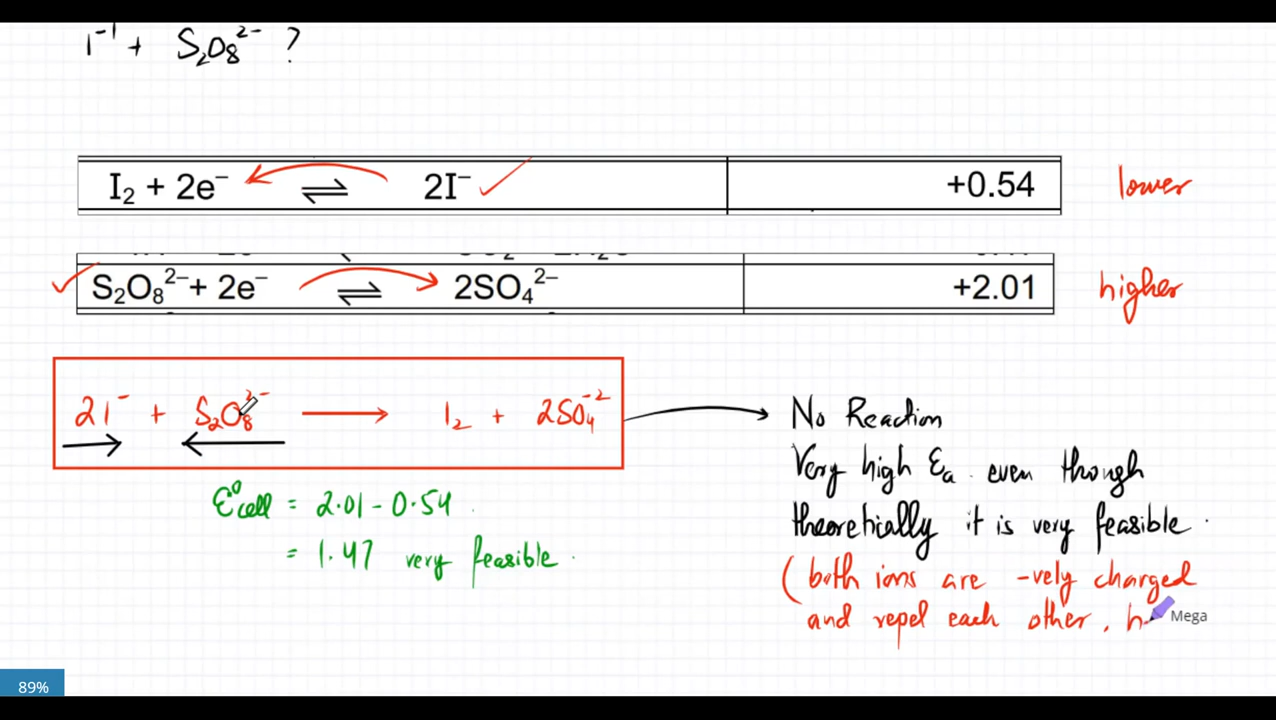 I⁻¹ + S₂O₈²⁻ ?
I₂ + 2e⁻ ⇌ 2I⁻ ✓ +0.54 lower
✓ S₂O₈²⁻ + 2e⁻ ⇌ 2SO₄²⁻ +2.01 higher
2I⁻ + S₂O₈²⁻ → I₂ + 2SO₄⁻² → No Reaction
Very high Ea. even though
theoretially it is very feasible.
E⁰cell = 2.01 - 0.54
= 1.47 very feasible.
(both ions are -vely charged
and repel each other,
Mega
89%